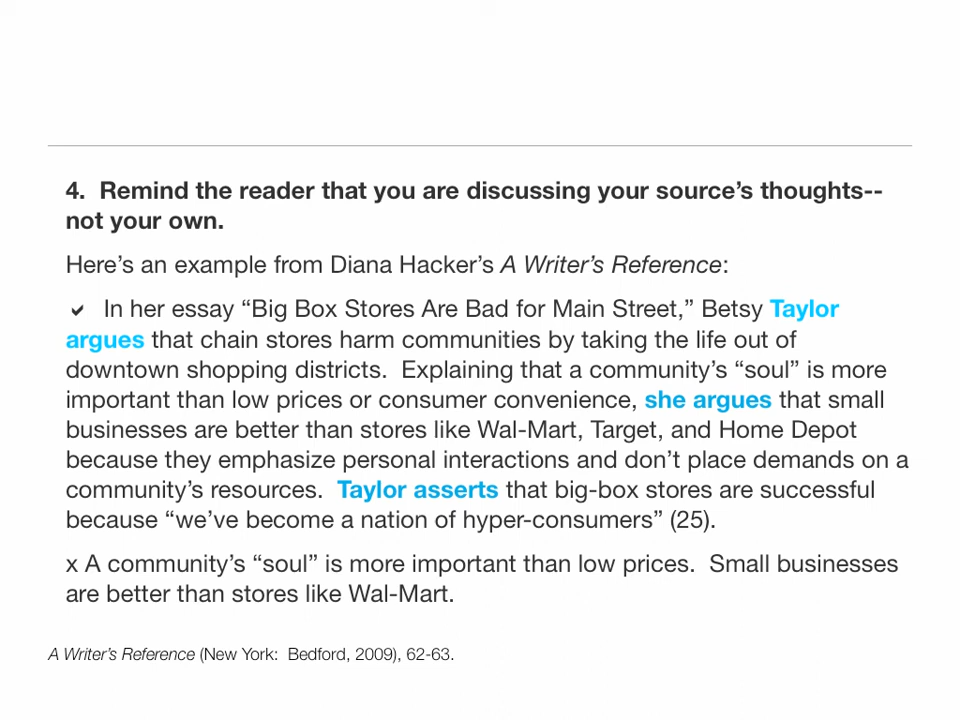 4.  Remind the reader that you are discussing your source’s thoughts--
not your own.
Here’s an example from Diana Hacker’s A Writer’s Reference:
✓ In her essay “Big Box Stores Are Bad for Main Street,” Betsy Taylor
argues that chain stores harm communities by taking the life out of
downtown shopping districts.  Explaining that a community’s “soul” is more
important than low prices or consumer convenience, she argues that small
businesses are better than stores like Wal-Mart, Target, and Home Depot
because they emphasize personal interactions and don’t place demands on a
community’s resources.  Taylor asserts that big-box stores are successful
because “we’ve become a nation of hyper-consumers” (25).
x A community’s “soul” is more important than low prices.  Small businesses
are better than stores like Wal-Mart.
A Writer’s Reference (New York:  Bedford, 2009), 62-63.